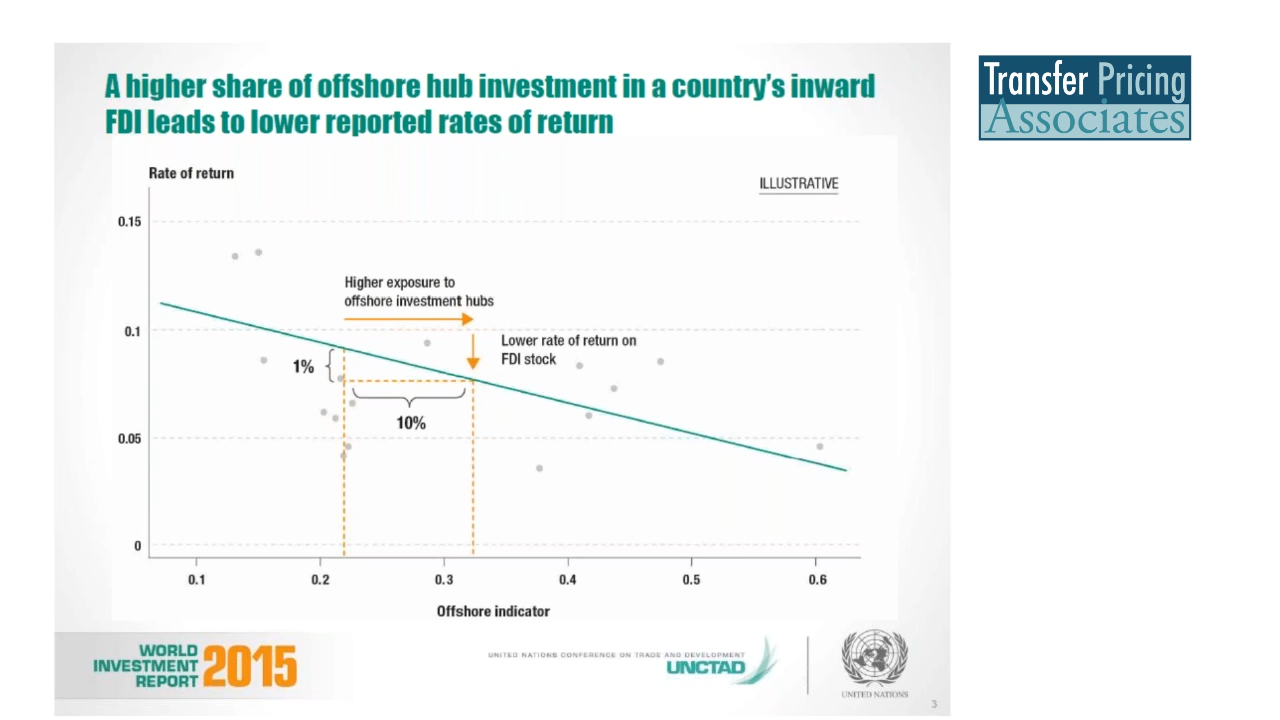 A higher share of offshore hub investment in a country's inward
FDI leads to lower reported rates of return
Transfer Pricing
Associates
Rate of return
ILLUSTRATIVE
0.15
Higher exposure to
offshore investment hubs
0.1
Lower rate of return on
FDI stock
1%
10%
0.05
0
0.1 0.2 0.3 0.4 0.5 0.6
Offshore indicator
WORLD
INVESTMENT
REPORT
2015
UNITED NATIONS CONFERENCE ON TRADE AND DEVELOPMENT
UNCTAD
UNITED NATIONS
3